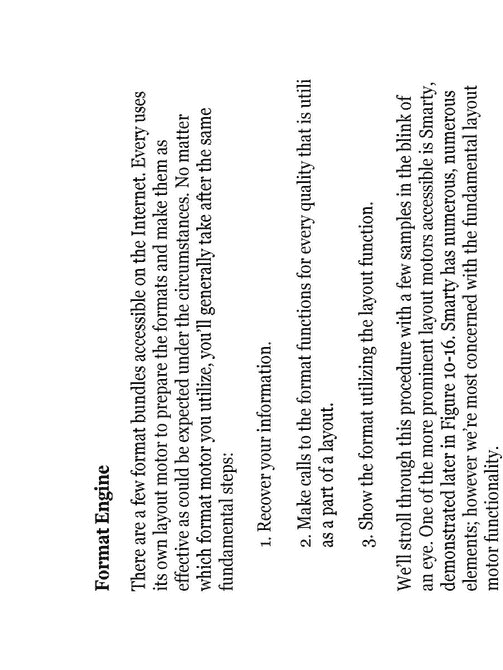 Format Engine
There are a few format bundles accessible on the Internet. Every uses
its own layout motor to prepare the formats and make them as
effective as could be expected under the circumstances. No matter
which format motor you utilize, you'll generally take after the same
fundamental steps:
1. Recover your information.
2. Make calls to the format functions for every quality that is utili
as a part of a layout.
3. Show the format utilizing the layout function.
We'll stroll through this procedure with a few samples in the blink of
an eye. One of the more prominent layout motors accessible is Smarty,
demonstrated later in Figure 10-16. Smarty has numerous, numerous
elements; however we're most concerned with the fundamental layout
motor functionality.